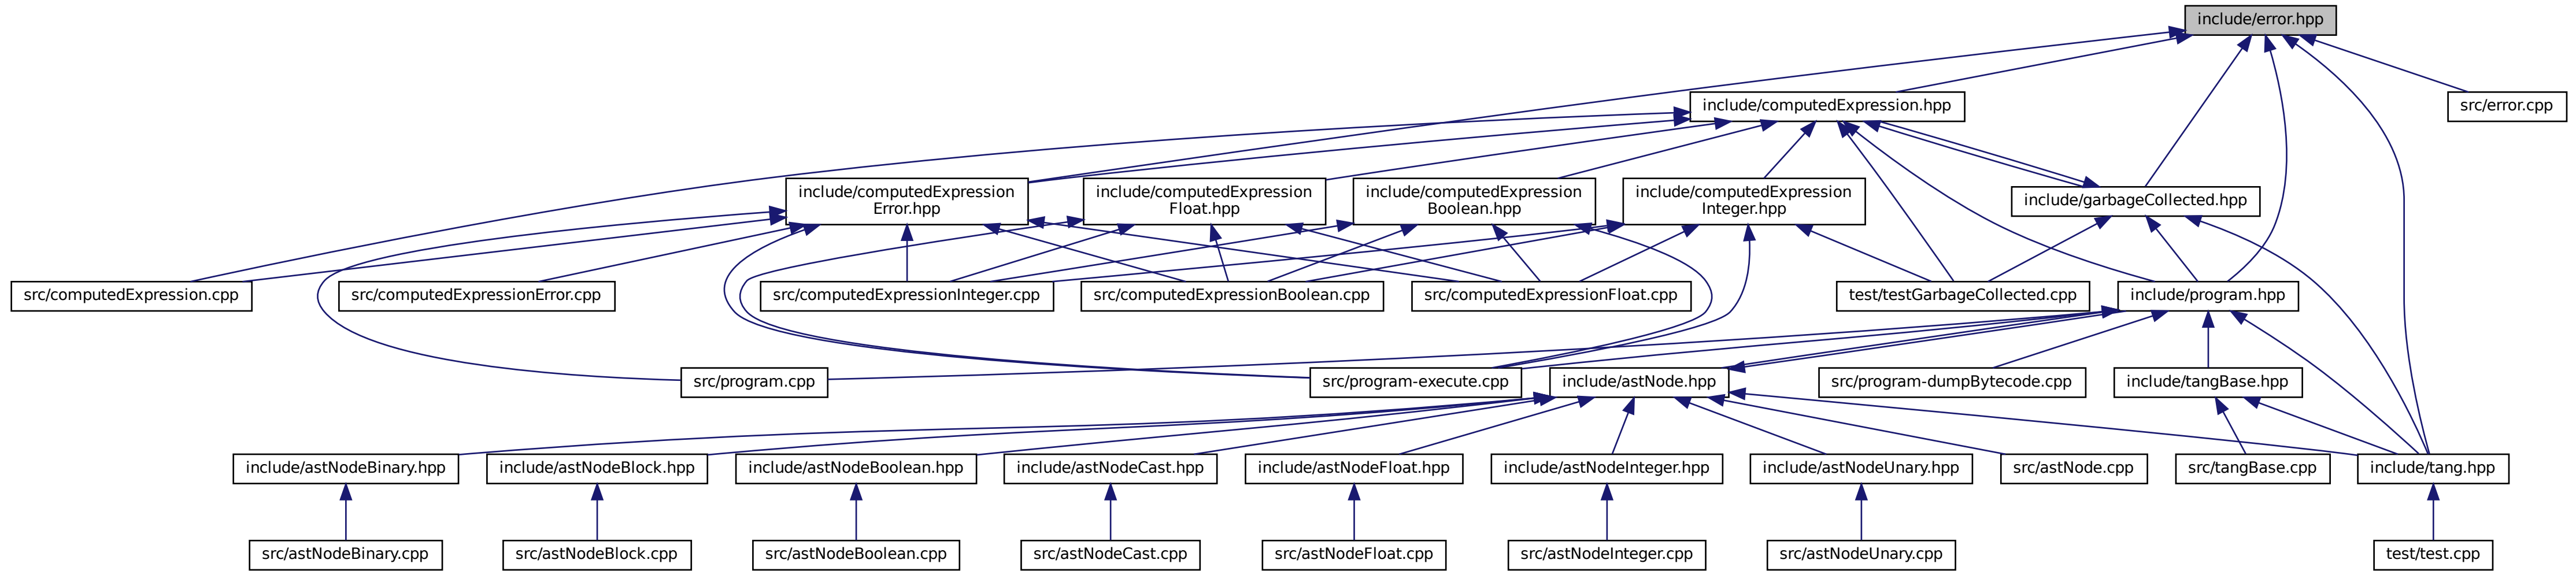 include/error.hpp
include/computedExpression.hpp
src/error.cpp
include/computedExpression
Error.hpp
include/computedExpression
Float.hpp
include/computedExpression
Boolean.hpp
include/computedExpression
Integer.hpp
include/garbageCollected.hpp
src/computedExpression.cpp
src/computedExpressionError.cpp
src/computedExpressionInteger.cpp
src/computedExpressionBoolean.cpp
src/computedExpressionFloat.cpp
test/testGarbageCollected.cpp
include/program.hpp
src/program.cpp
src/program-execute.cpp
include/astNode.hpp
src/program-dumpBytecode.cpp
include/tangBase.hpp
include/astNodeBinary.hpp
include/astNodeBlock.hpp
include/astNodeBoolean.hpp
include/astNodeCast.hpp
include/astNodeFloat.hpp
include/astNodeInteger.hpp
include/astNodeUnary.hpp
src/astNode.cpp
src/tangBase.cpp
include/tang.hpp
src/astNodeBinary.cpp
src/astNodeBlock.cpp
src/astNodeBoolean.cpp
src/astNodeCast.cpp
src/astNodeFloat.cpp
src/astNodeInteger.cpp
src/astNodeUnary.cpp
test/test.cpp